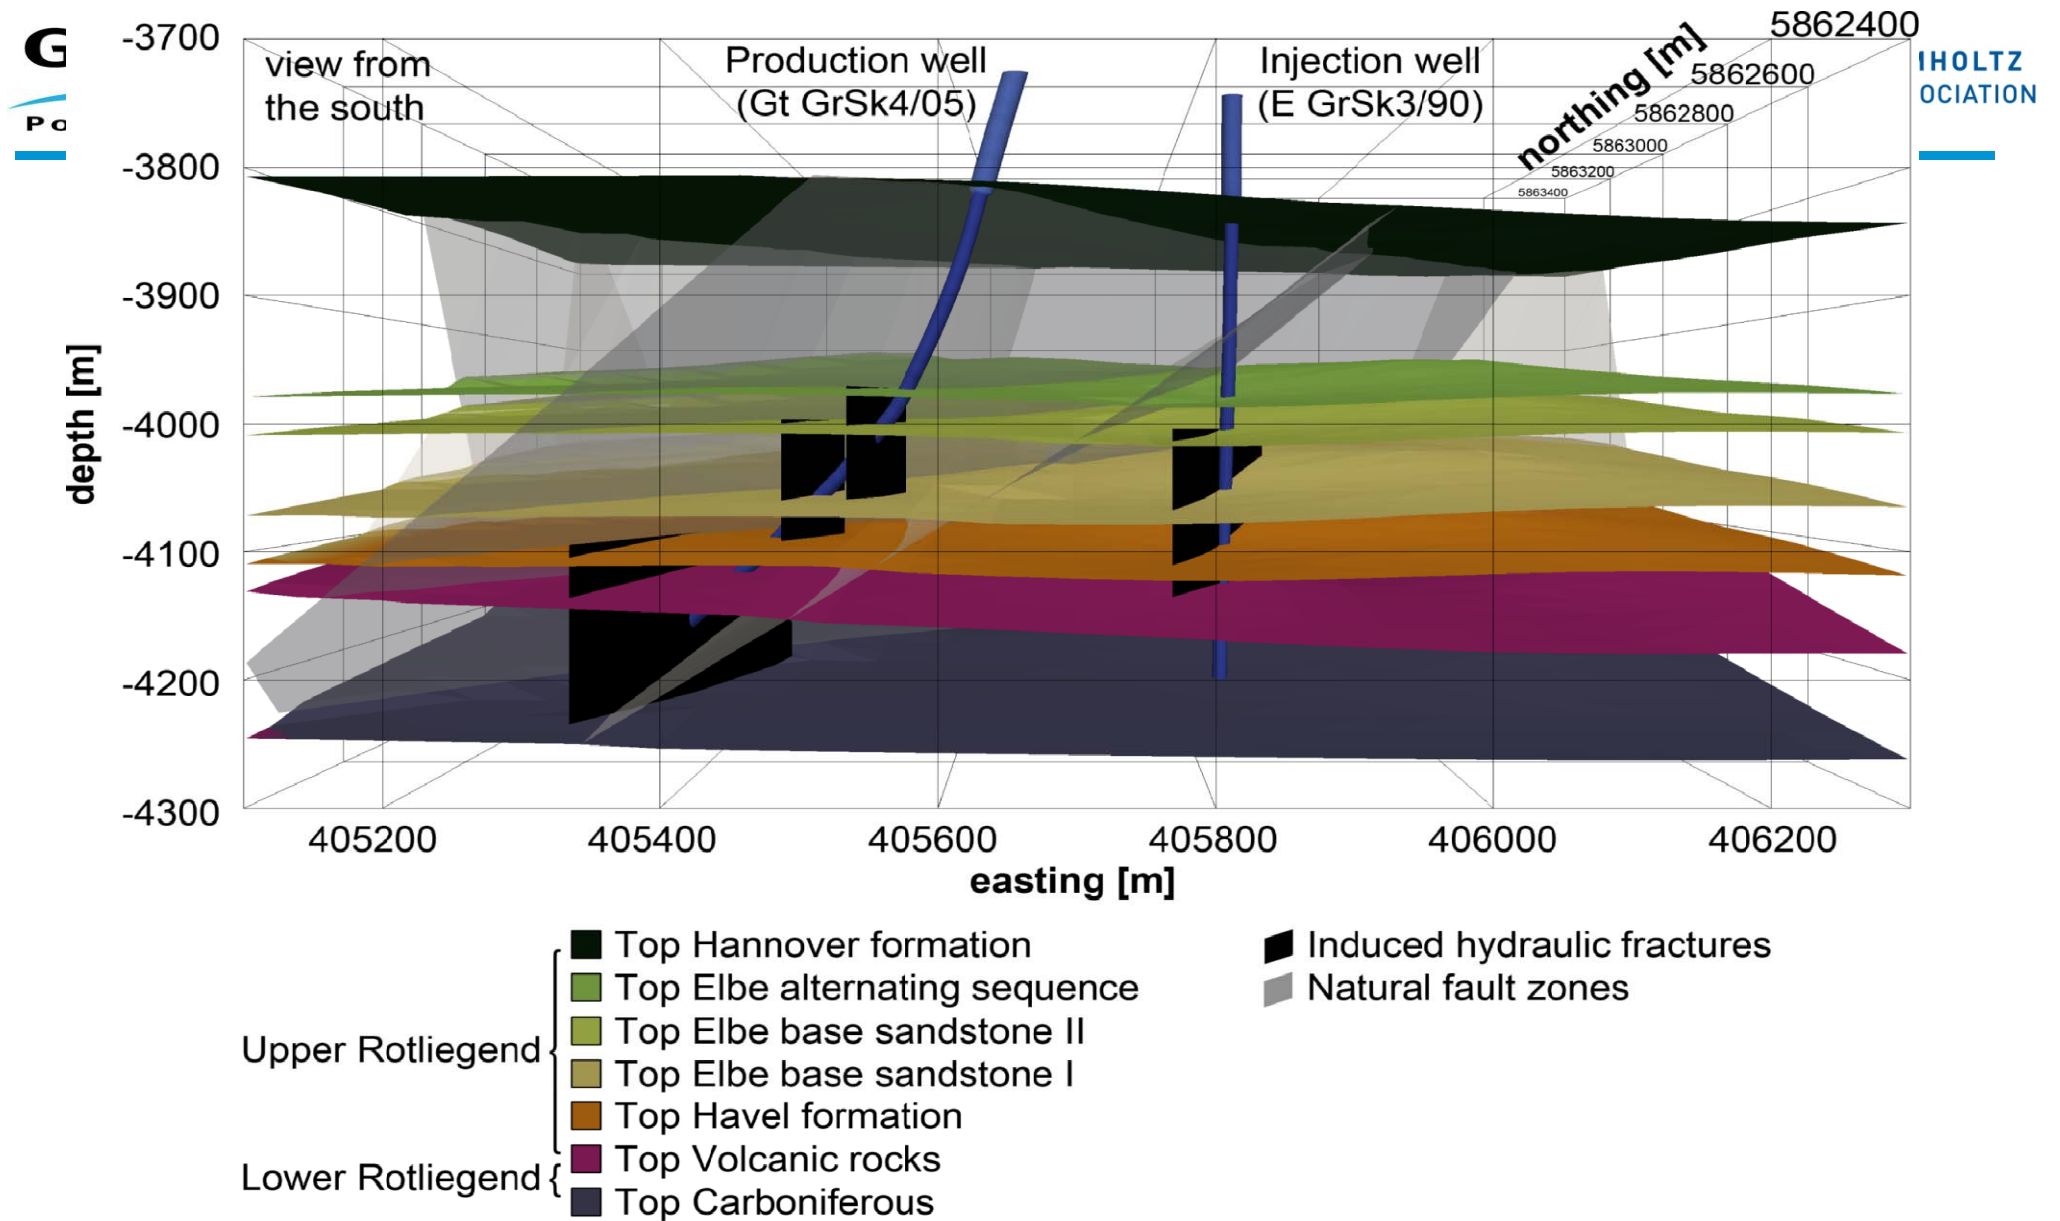 G
Po
IHOLTZ
OCIATION
view from
the south
Production well
(Gt GrSk4/05)
Injection well
(E GrSk3/90)
northing [m]
5862400
5862600
5862800
5863000
5863200
5863400
depth [m]
-3700
-3800
-3900
-4000
-4100
-4200
-4300
405200 405400 405600 405800 406000 406200
easting [m]
Upper Rotliegend
Top Hannover formation
Top Elbe alternating sequence
Top Elbe base sandstone II
Top Elbe base sandstone I
Top Havel formation
Lower Rotliegend
Top Volcanic rocks
Top Carboniferous
Induced hydraulic fractures
Natural fault zones